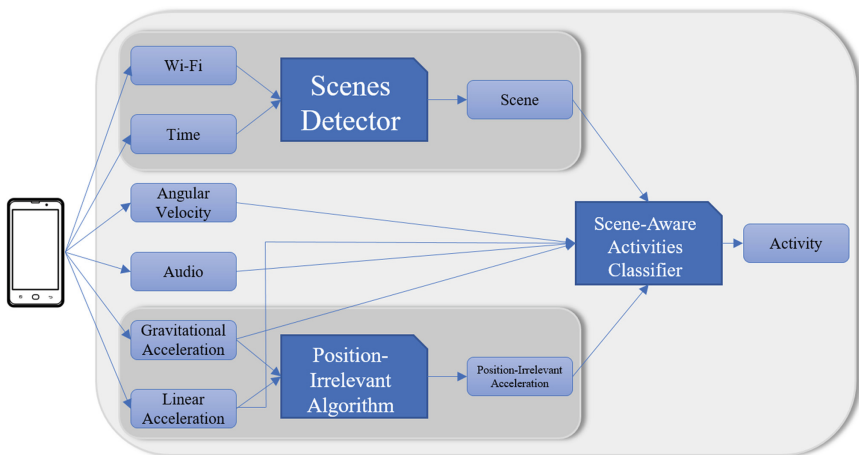 Wi-Fi
Time
Scenes
Detector
Scene
Angular
Velocity
Audio
Gravitational
Acceleration
Linear
Acceleration
Position-
Irrelevant
Algorithm
Position-Irrelevant
Acceleration
Scene-Aware
Activities
Classifier
Activity